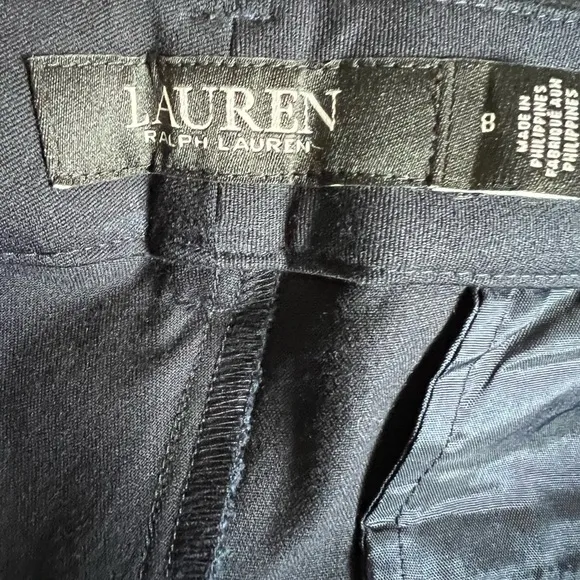 LAUREN
RALPH LAUREN
8
MADE IN
PHILIPPINES
FABRIQUÉ AUX
PHILIPPINES